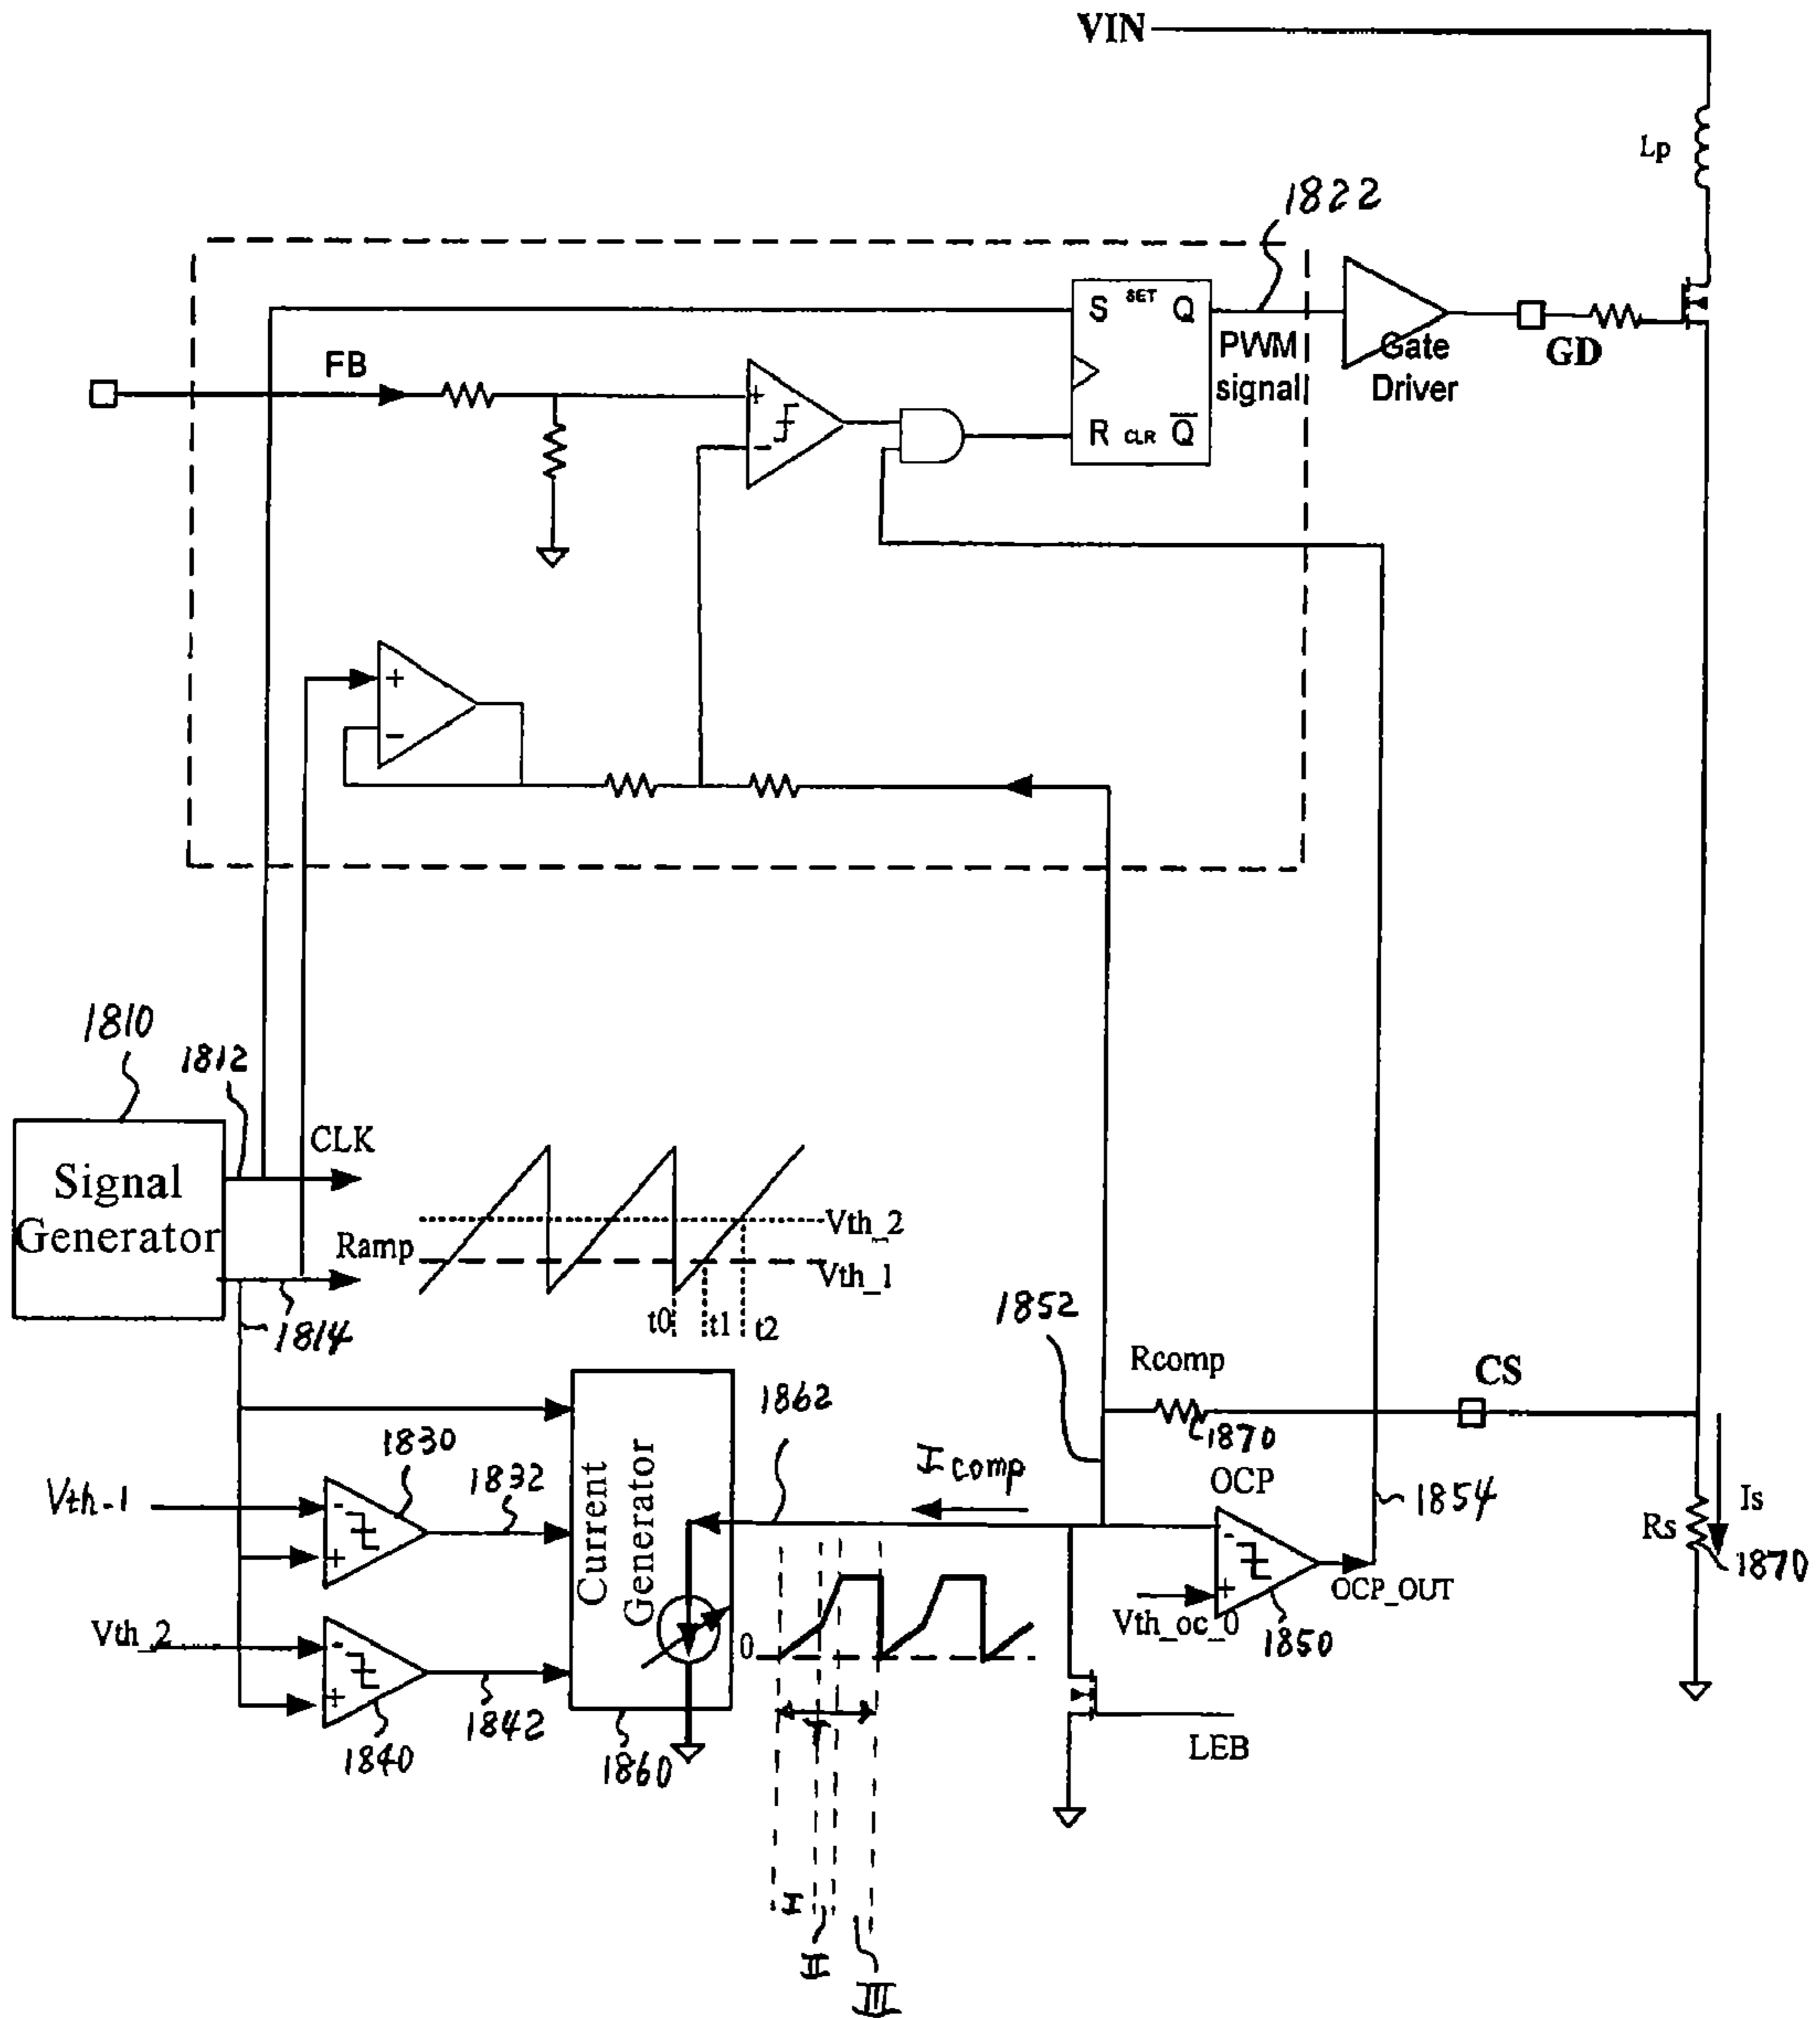 VIN
Lp
1822
S SET Q
PWM
signal
R CLR Q
Gate
Driver
GD
FB
+
-
+
-
1810
1812
CLK
Signal
Generator
Ramp
Vth_2
Vth_1
t0 t1 t2
1814
1852
Rcomp
CS
1870
OCP
1862
Icomp
1830
1832
Vth-1
-
+
Current
Generator
1854
Is
Rs
1870
-
+
OCP_OUT
Vth_oc_0
1850
Vth_2
-
+
0
1840
1842
1860
LEB
I
II
III